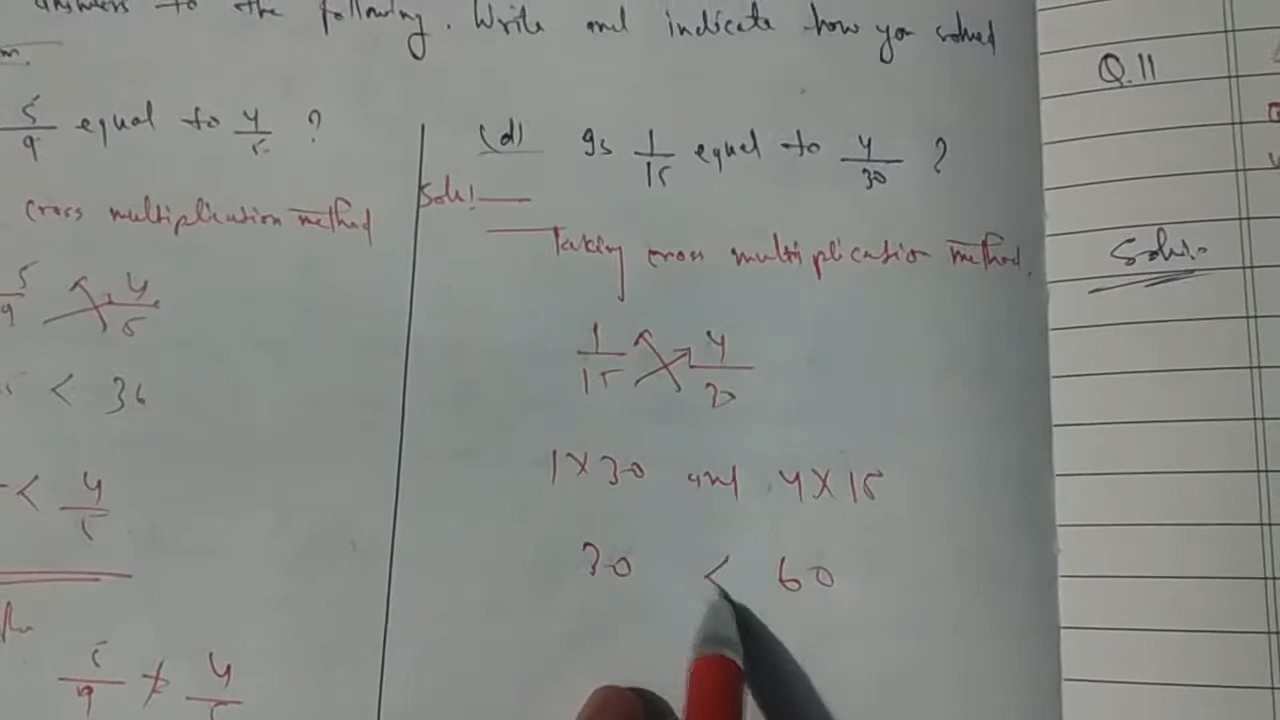 answers to the following. Write and indicate how you solved
m.
5/9 equal to 4/5 ?
cross multiplication method
5/9 4/5
< 36
< 4/5
5/9 ≠ 4/5
(d) Is 1/15 equal to 4/30 ?
Soln:-
Taking cross multiplication method.
1/15 4/30
1×30 and 4×15
30 < 60
Q.11
Soln:-